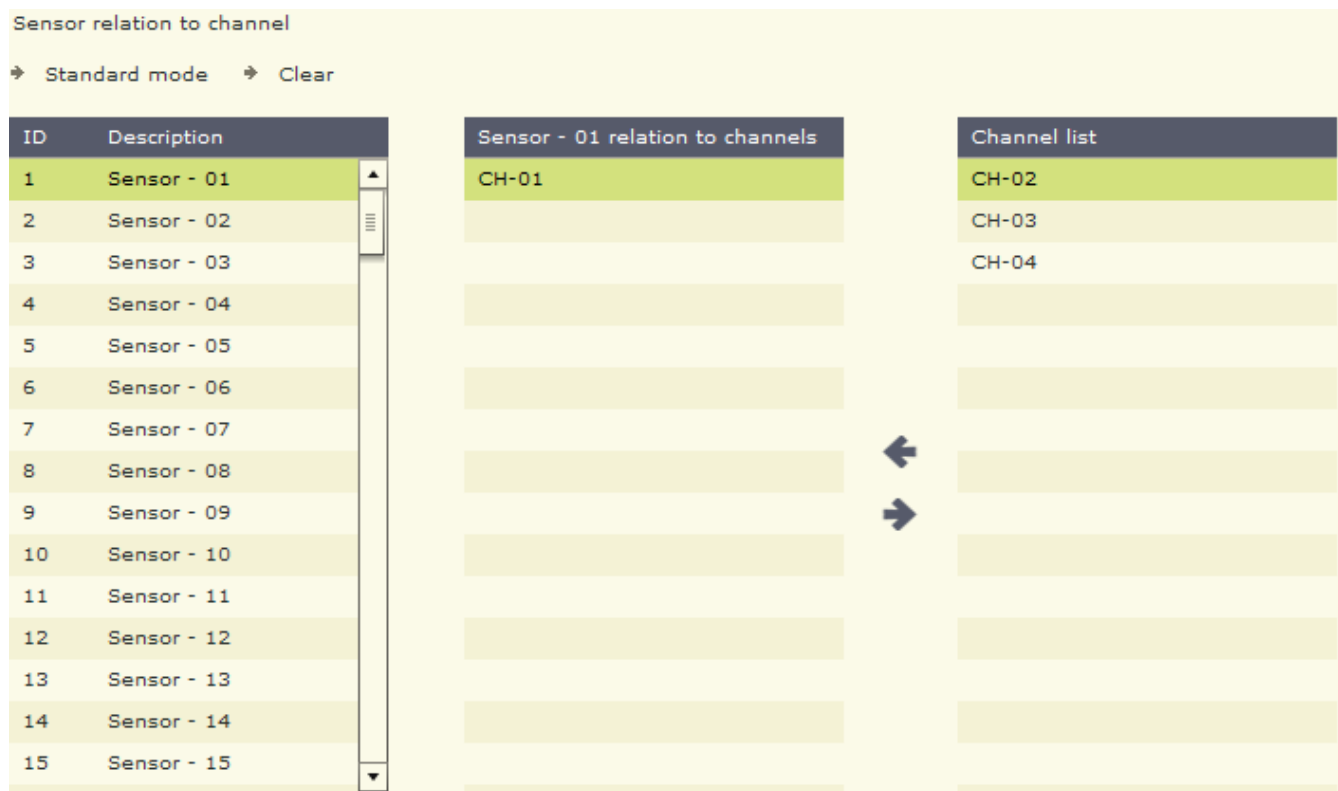 Sensor relation to channel
Standard mode Clear
ID Description Sensor - 01 relation to channels Channel list
1 Sensor - 01 CH-01 CH-02
2 Sensor - 02 CH-03
3 Sensor - 03 CH-04
4 Sensor - 04
5 Sensor - 05
6 Sensor - 06
7 Sensor - 07
8 Sensor - 08
9 Sensor - 09
10 Sensor - 10
11 Sensor - 11
12 Sensor - 12
13 Sensor - 13
14 Sensor - 14
15 Sensor - 15